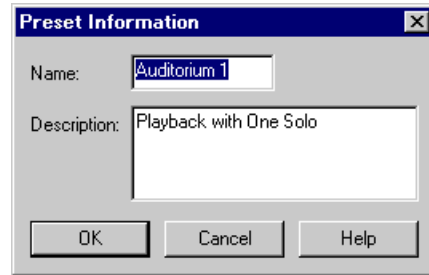 Preset Information
Name: Auditorium 1
Description: Playback with One Solo
OK Cancel Help